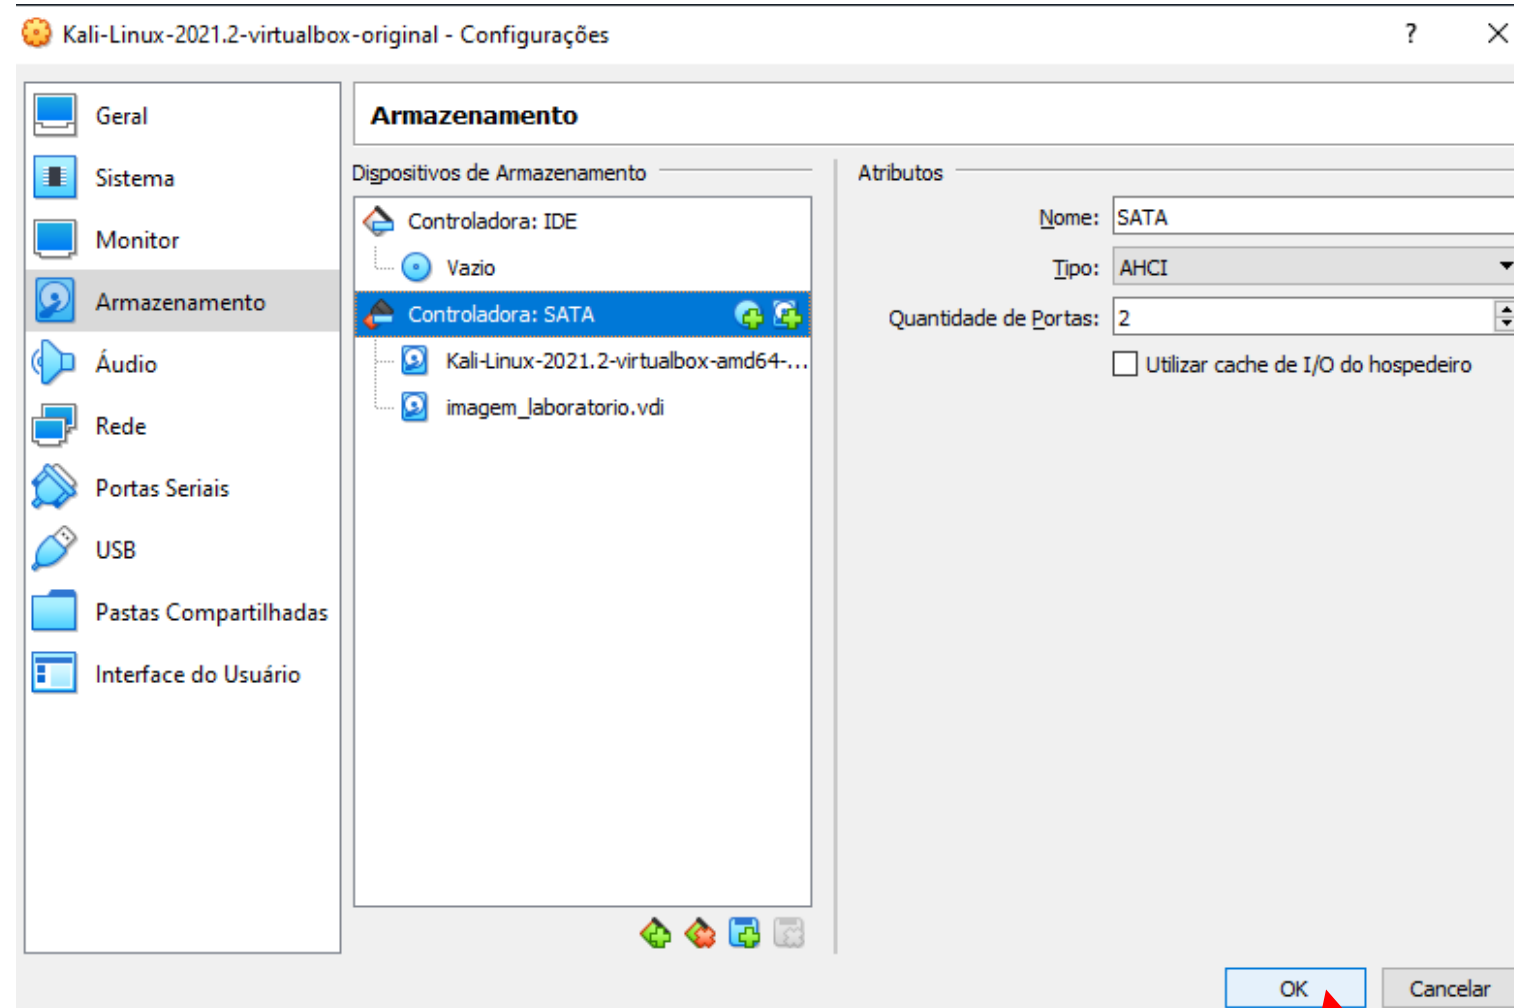 Kali-Linux-2021.2-virtualbox-original - Configurações
?
Geral
Sistema
Monitor
Armazenamento
Áudio
Rede
Portas Seriais
USB
Pastas Compartilhadas
Interface do Usuário
Armazenamento
Dispositivos de Armazenamento
Controladora: IDE
Vazio
Controladora: SATA
Kali-Linux-2021.2-virtualbox-amd64-...
imagem_laboratorio.vdi
Atributos
Nome: SATA
Tipo: AHCI
Quantidade de Portas: 2
Utilizar cache de I/O do hospedeiro
OK
Cancelar